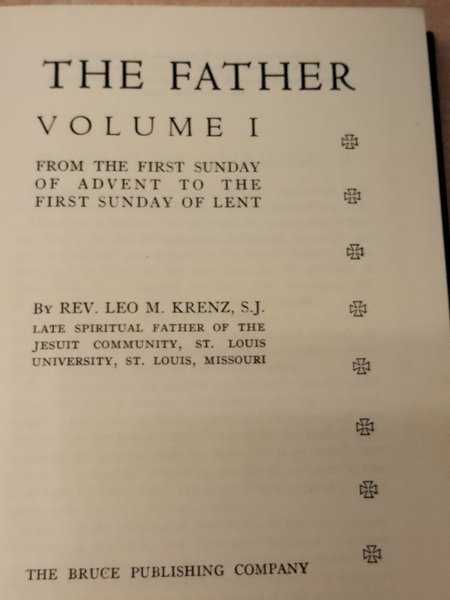 THE FATHER
VOLUME I
FROM THE FIRST SUNDAY
OF ADVENT TO THE
FIRST SUNDAY OF LENT
BY REV. LEO M. KRENZ, S.J.
LATE SPIRITUAL FATHER OF THE
JESUIT COMMUNITY, ST. LOUIS
UNIVERSITY, ST. LOUIS, MISSOURI
THE BRUCE PUBLISHING COMPANY